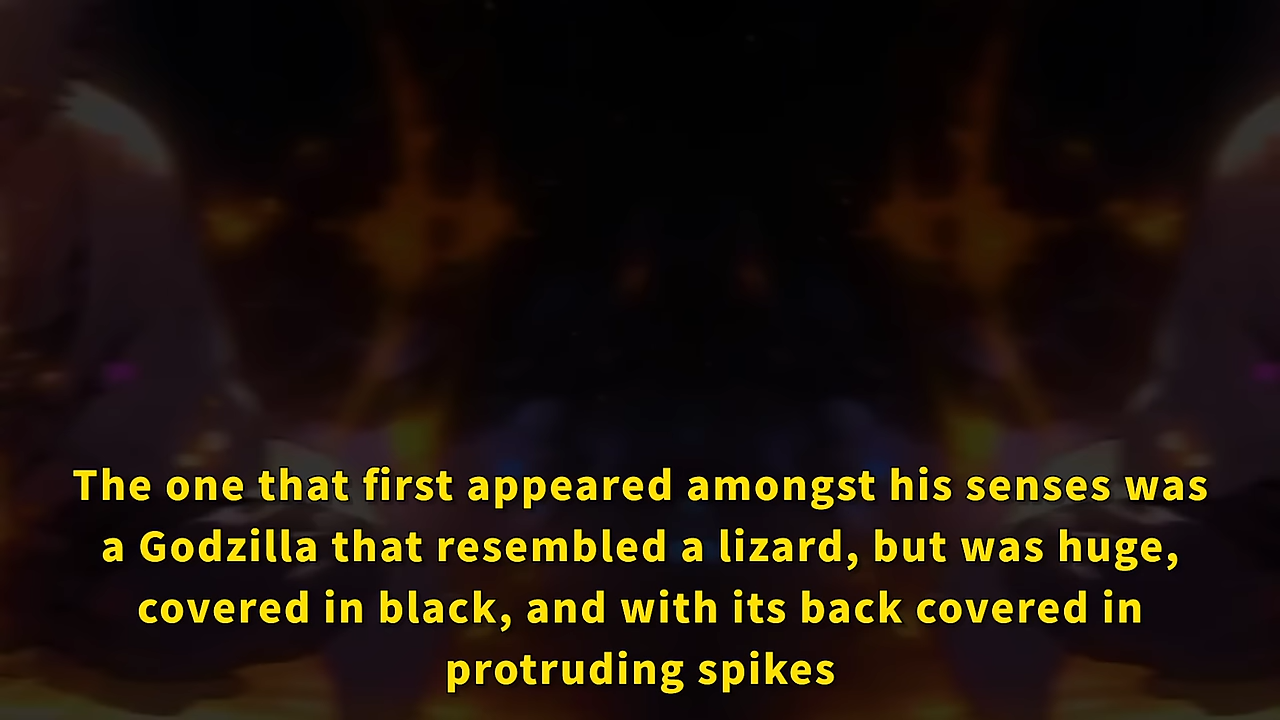 The one that first appeared amongst his senses was
a Godzilla that resembled a lizard, but was huge,
covered in black, and with its back covered in
protruding spikes